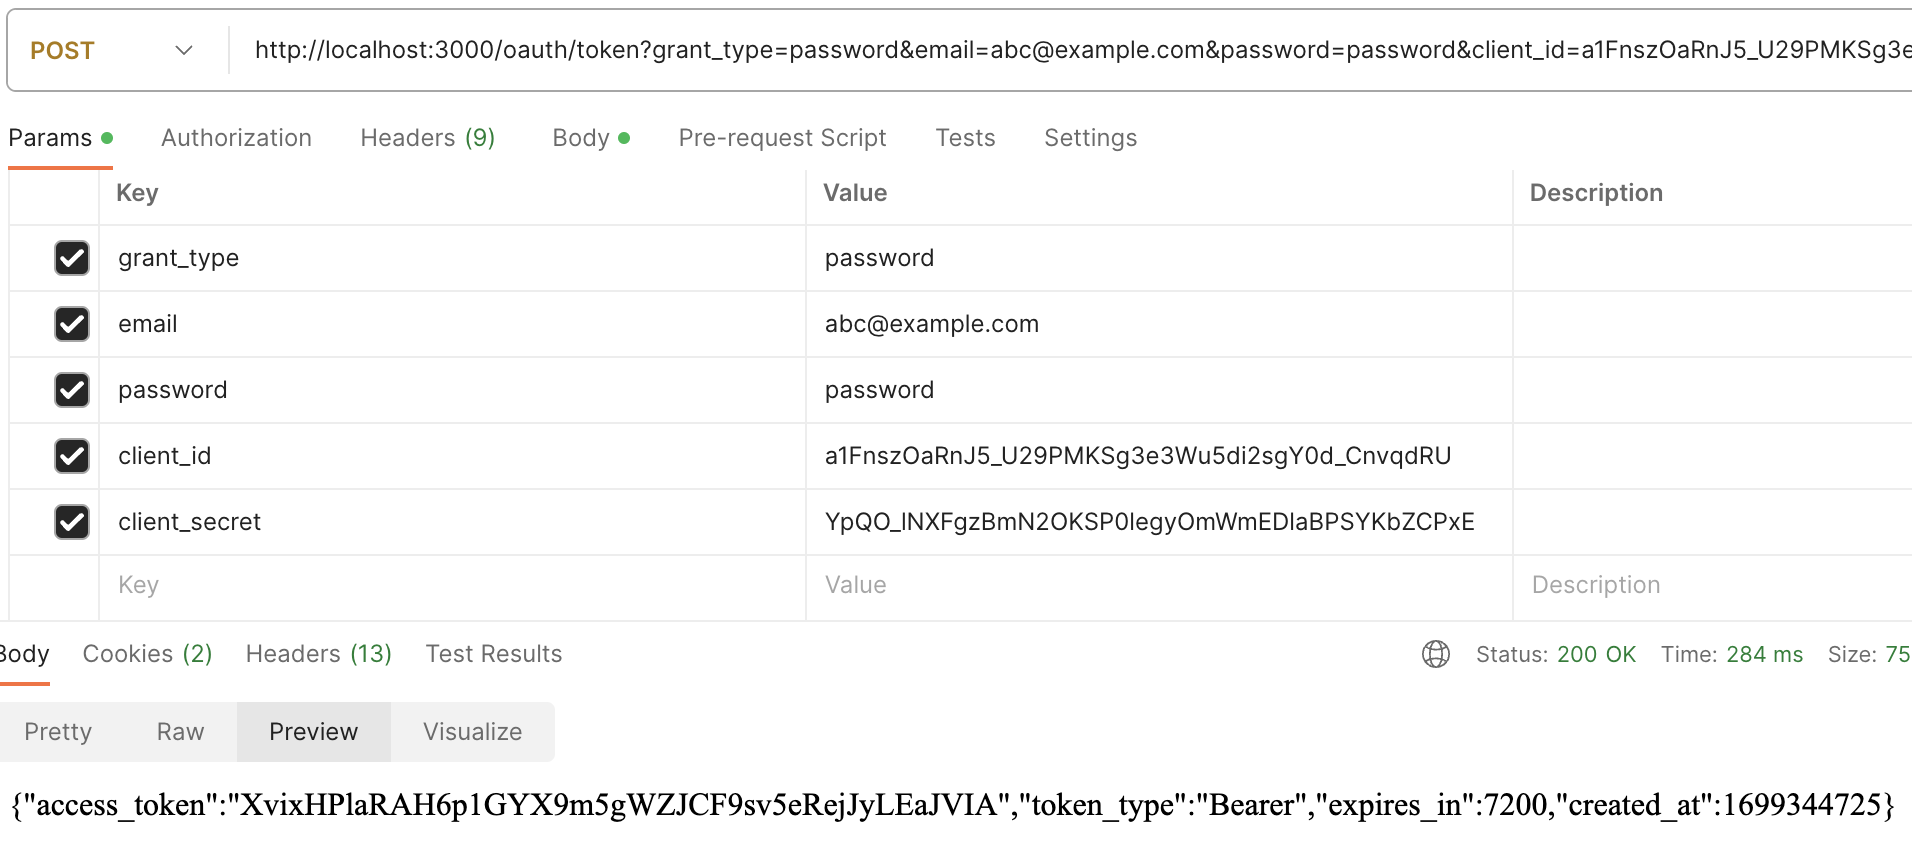 POST http://localhost:3000/oauth/token?grant_type=password&email=abc@example.com&password=password&client_id=a1FnszOaRnJ5_U29PMKSg3e
Params Authorization Headers (9) Body Pre-request Script Tests Settings
Key Value Description
grant_type password
email abc@example.com
password password
client_id a1FnszOaRnJ5_U29PMKSg3e3Wu5di2sgY0d_CnvqdRU
client_secret YpQO_lNXFgzBmN2OKSP0legyOmWmEDlaBPSYKbZCPxE
Key Value Description
Body Cookies (2) Headers (13) Test Results Status: 200 OK Time: 284 ms Size: 75
Pretty Raw Preview Visualize
{"access_token":"XvixHPlaRAH6p1GYX9m5gWZJCF9sv5eRejJyLEaJVIA","token_type":"Bearer","expires_in":7200,"created_at":1699344725}